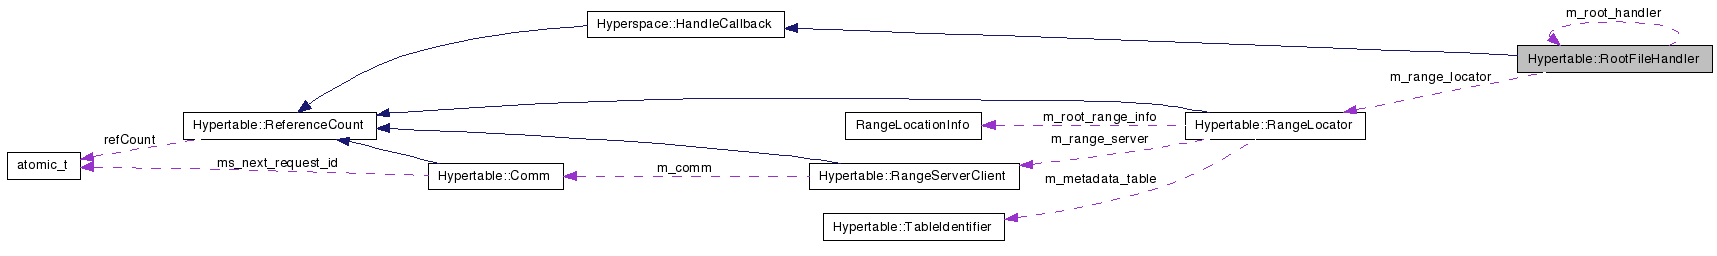 m_root_handler
Hyperspace::HandleCallback
Hypertable::RootFileHandler
m_range_locator
Hypertable::ReferenceCount
RangeLocationInfo
m_root_range_info
Hypertable::RangeLocator
refCount
m_range_server
atomic_t
ms_next_request_id
Hypertable::Comm
m_comm
Hypertable::RangeServerClient
m_metadata_table
Hypertable::TableIdentifier